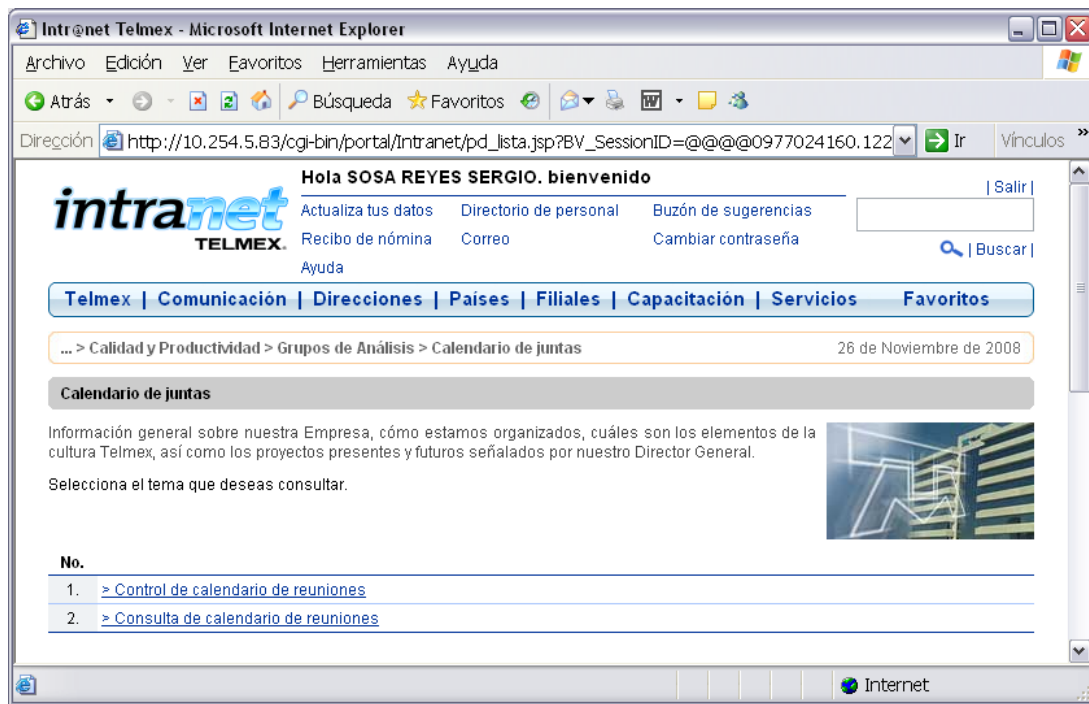 Intr@net Telmex - Microsoft Internet Explorer
Archivo Edición Ver Favoritos Herramientas Ayuda
Atrás Búsqueda Favoritos
Dirección http://10.254.5.83/cgi-bin/portal/Intranet/pd_lista.jsp?BV_SessionID=@@@@0977024160.122 Ir Vínculos »
intranet
TELMEX.
Hola SOSA REYES SERGIO. bienvenido
| Salir |
Actualiza tus datos Directorio de personal Buzón de sugerencias
Recibo de nómina Correo Cambiar contraseña
| Buscar |
Ayuda
Telmex | Comunicación | Direcciones | Países | Filiales | Capacitación | Servicios Favoritos
... > Calidad y Productividad > Grupos de Análisis > Calendario de juntas 26 de Noviembre de 2008
Calendario de juntas
Información general sobre nuestra Empresa, cómo estamos organizados, cuáles son los elementos de la
cultura Telmex, así como los proyectos presentes y futuros señalados por nuestro Director General.
Selecciona el tema que deseas consultar.
No.
1. > Control de calendario de reuniones
2. > Consulta de calendario de reuniones
Internet